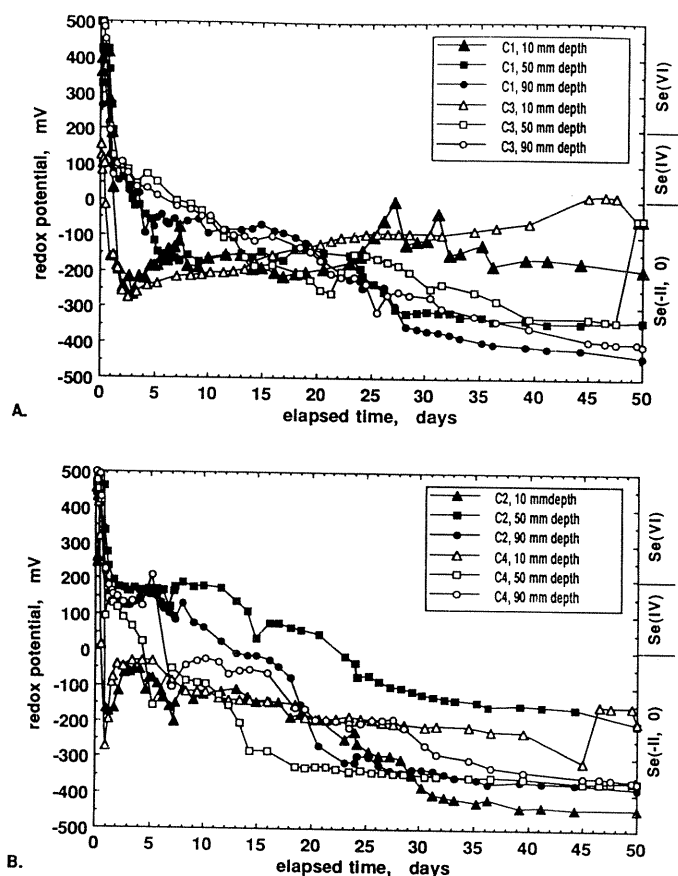 500
400
300
200
100
0
-100
-200
-300
-400
-500
redox potential, mV
C1, 10 mm depth
C1, 50 mm depth
C1, 90 mm depth
C3, 10 mm depth
C3, 50 mm depth
C3, 90 mm depth
Se(VI)
Se(IV)
Se(-II, 0)
0 5 10 15 20 25 30 35 40 45 50
elapsed time, days
A.
500
400
300
200
100
0
-100
-200
-300
-400
-500
redox potential, mV
C2, 10 mmdepth
C2, 50 mm depth
C2, 90 mm depth
C4, 10 mm depth
C4, 50 mm depth
C4, 90 mm depth
Se(VI)
Se(IV)
Se(-II, 0)
0 5 10 15 20 25 30 35 40 45 50
elapsed time, days
B.